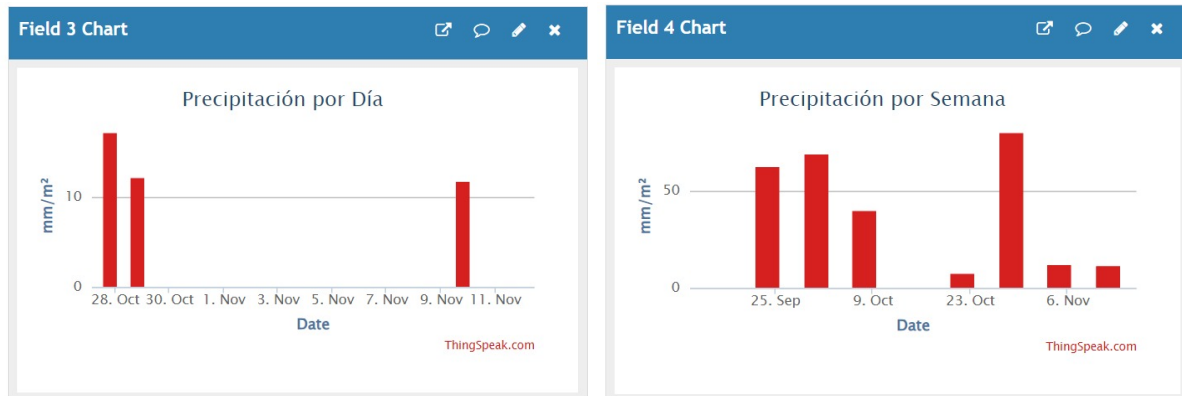 Field 3 Chart
Precipitación por Día
mm/m²
10
0
28. Oct 30. Oct 1. Nov 3. Nov 5. Nov 7. Nov 9. Nov 11. Nov
Date
ThingSpeak.com
Field 4 Chart
Precipitación por Semana
mm/m²
50
0
25. Sep 9. Oct 23. Oct 6. Nov
Date
ThingSpeak.com